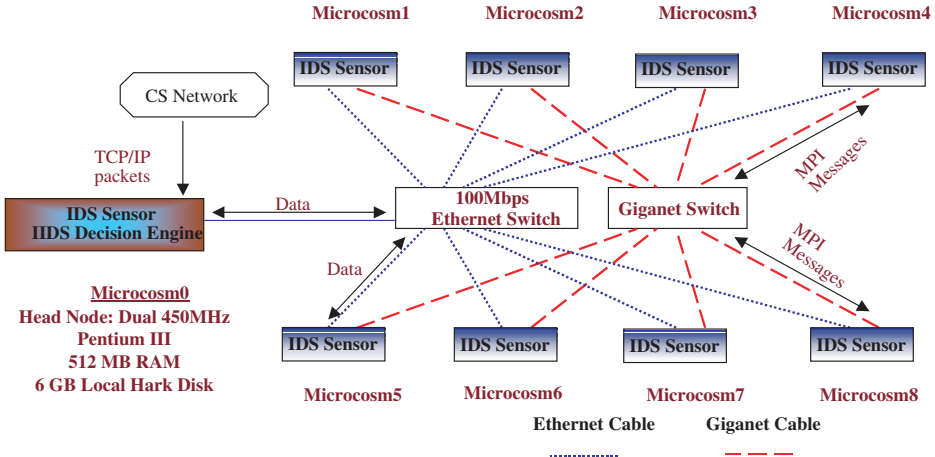 Microcosm1
Microcosm2
Microcosm3
Microcosm4
IDS Sensor
IDS Sensor
IDS Sensor
IDS Sensor
CS Network
TCP/IP
packets
MPI
Messages
IDS Sensor
IIDS Decision Engine
Data
100Mbps
Ethernet Switch
Giganet Switch
Data
MPI
Messages
Microcosm0
Head Node: Dual 450MHz
Pentium III
512 MB RAM
6 GB Local Hark Disk
IDS Sensor
IDS Sensor
IDS Sensor
IDS Sensor
Microcosm5
Microcosm6
Microcosm7
Microcosm8
Ethernet Cable
Giganet Cable